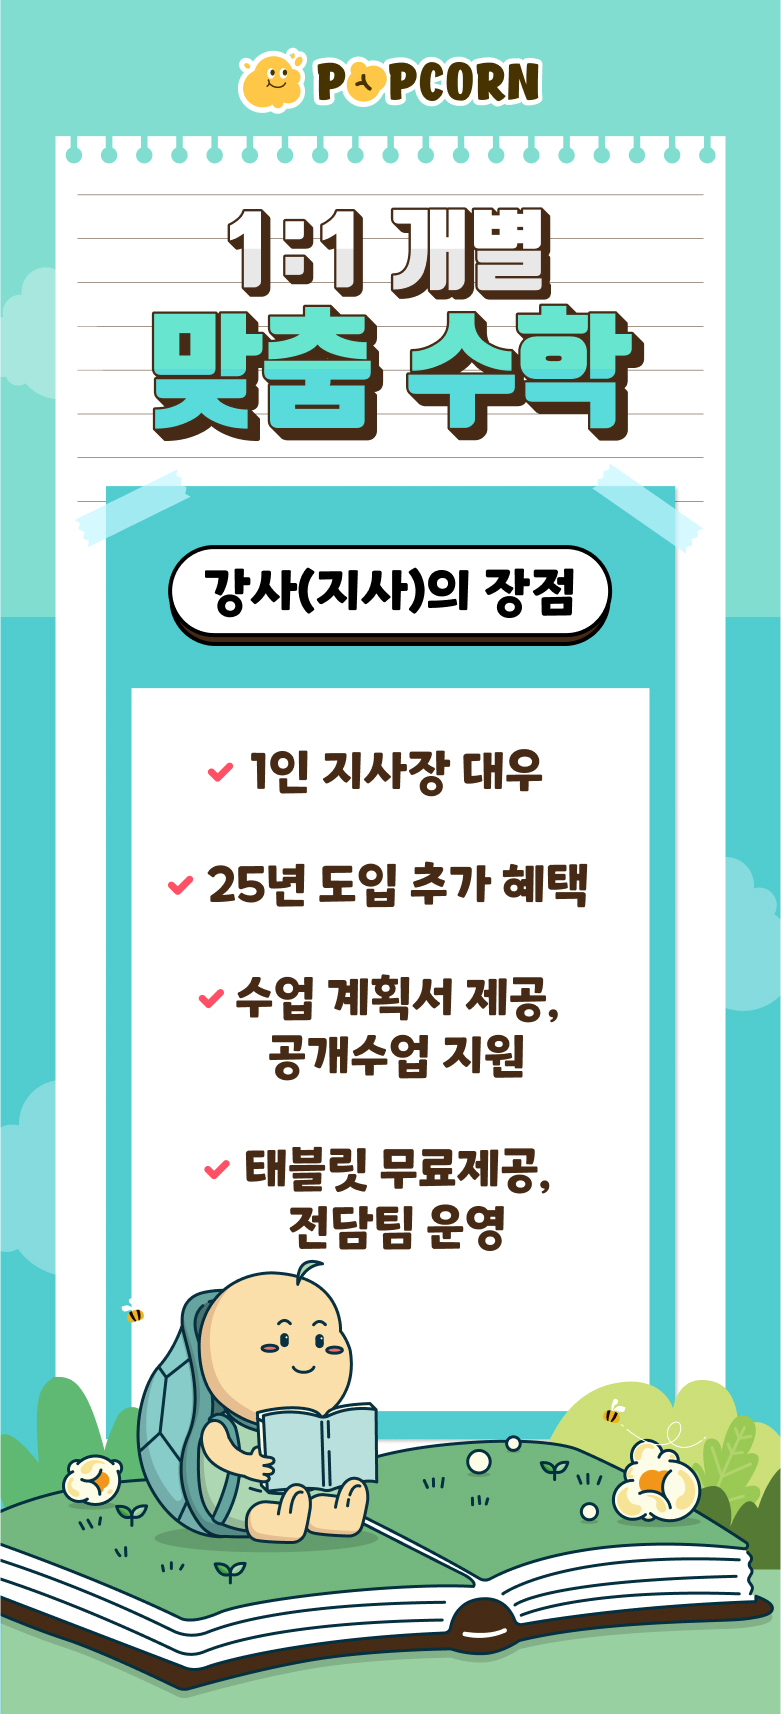 POPCORN
1:1 개별
맞춤 수학
강사(지사)의 장점
1인 지사장 대우
25년 도입 추가 혜택
수업 계획서 제공,
공개수업 지원
태블릿 무료제공,
전담팀 운영